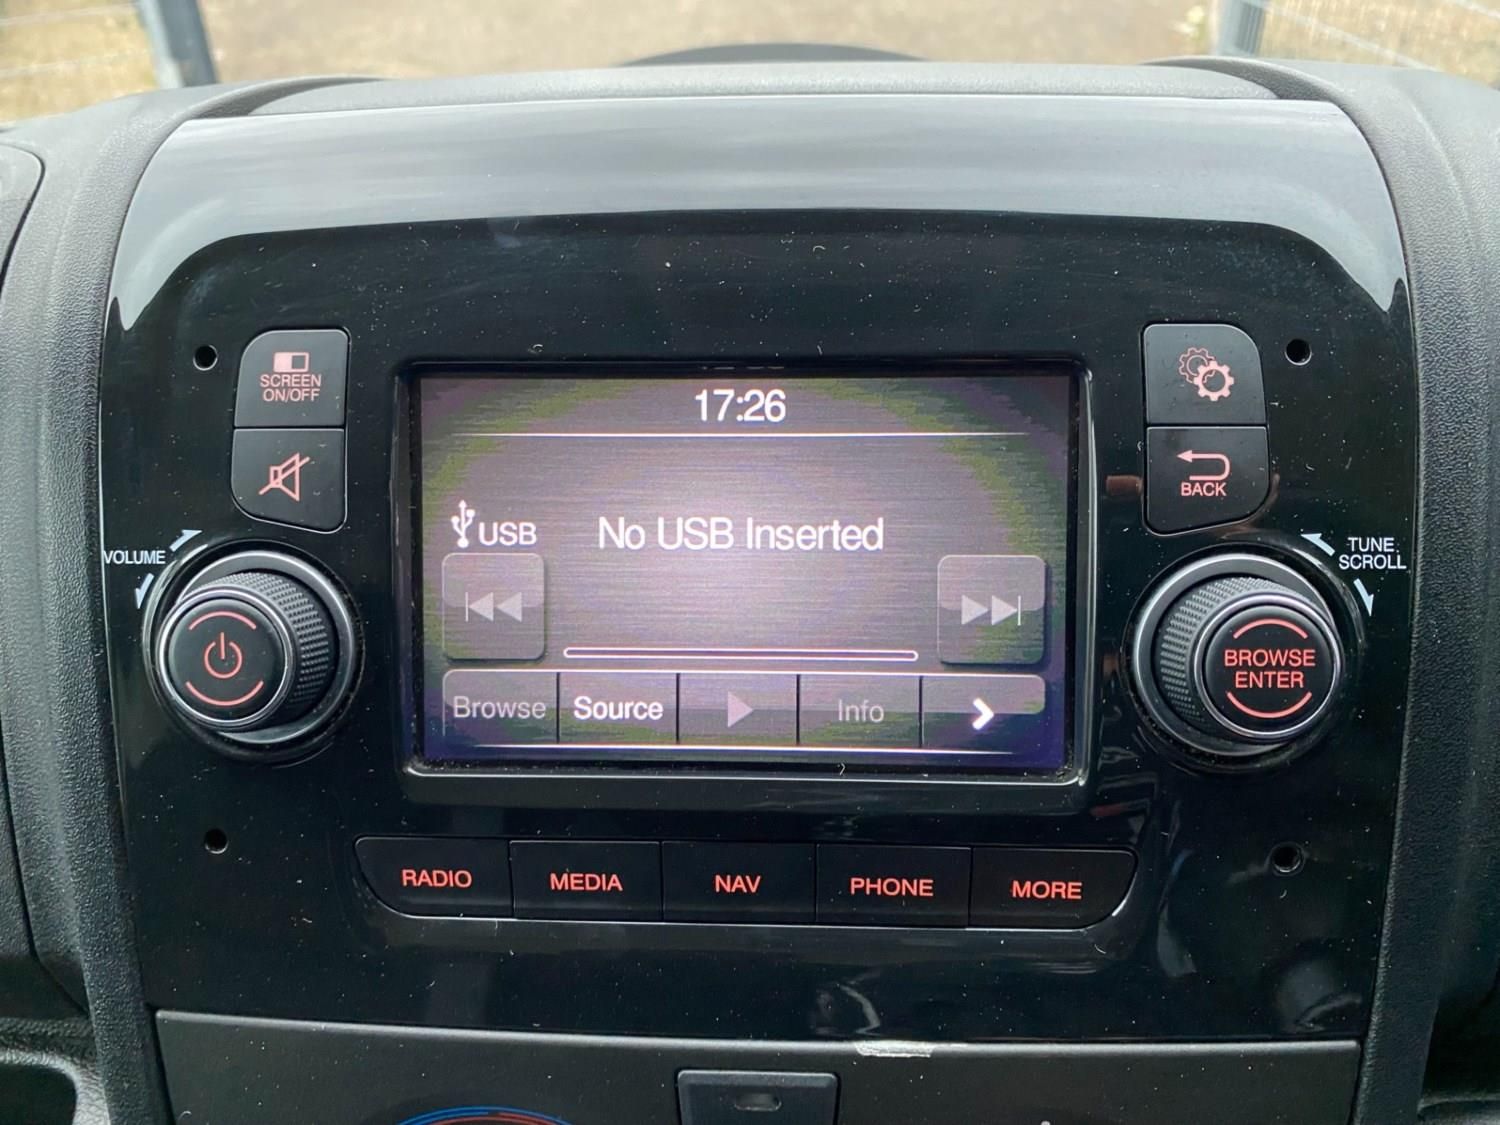 17:26
SCREEN
ON/OFF
BACK
USB
No USB Inserted
VOLUME
TUNE
SCROLL
BROWSE
ENTER
Browse
Source
Info
RADIO
MEDIA
NAV
PHONE
MORE